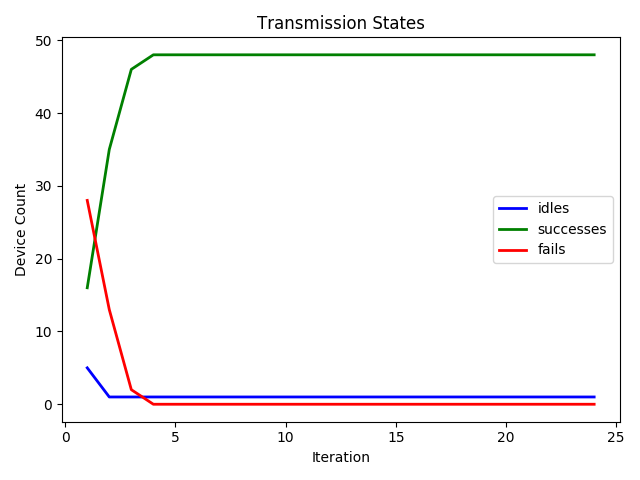 Transmission States
Device Count
50
40
30
20
10
0
idles
successes
fails
0 5 10 15 20 25
Iteration